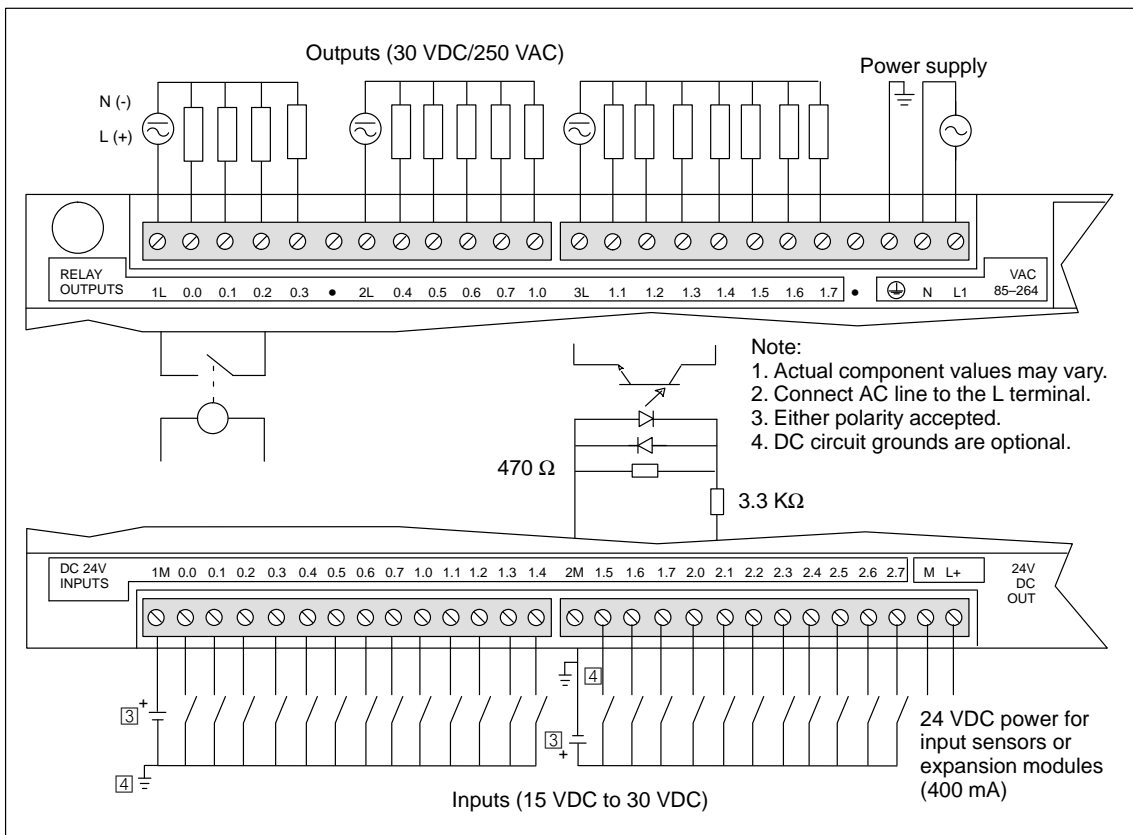 Outputs (30 VDC/250 VAC)
Power supply
N (-)
L (+)
RELAY
OUTPUTS
1L 0.0 0.1 0.2 0.3 • 2L 0.4 0.5 0.6 0.7 1.0 3L 1.1 1.2 1.3 1.4 1.5 1.6 1.7 • N L1
VAC
85–264
Note:
1. Actual component values may vary.
2. Connect AC line to the L terminal.
3. Either polarity accepted.
4. DC circuit grounds are optional.
470 Ω
3.3 KΩ
DC 24V
INPUTS
1M 0.0 0.1 0.2 0.3 0.4 0.5 0.6 0.7 1.0 1.1 1.2 1.3 1.4 2M 1.5 1.6 1.7 2.0 2.1 2.2 2.3 2.4 2.5 2.6 2.7 M L+
24V
DC
OUT
4
3 +
3 +
4
24 VDC power for
input sensors or
expansion modules
(400 mA)
Inputs (15 VDC to 30 VDC)